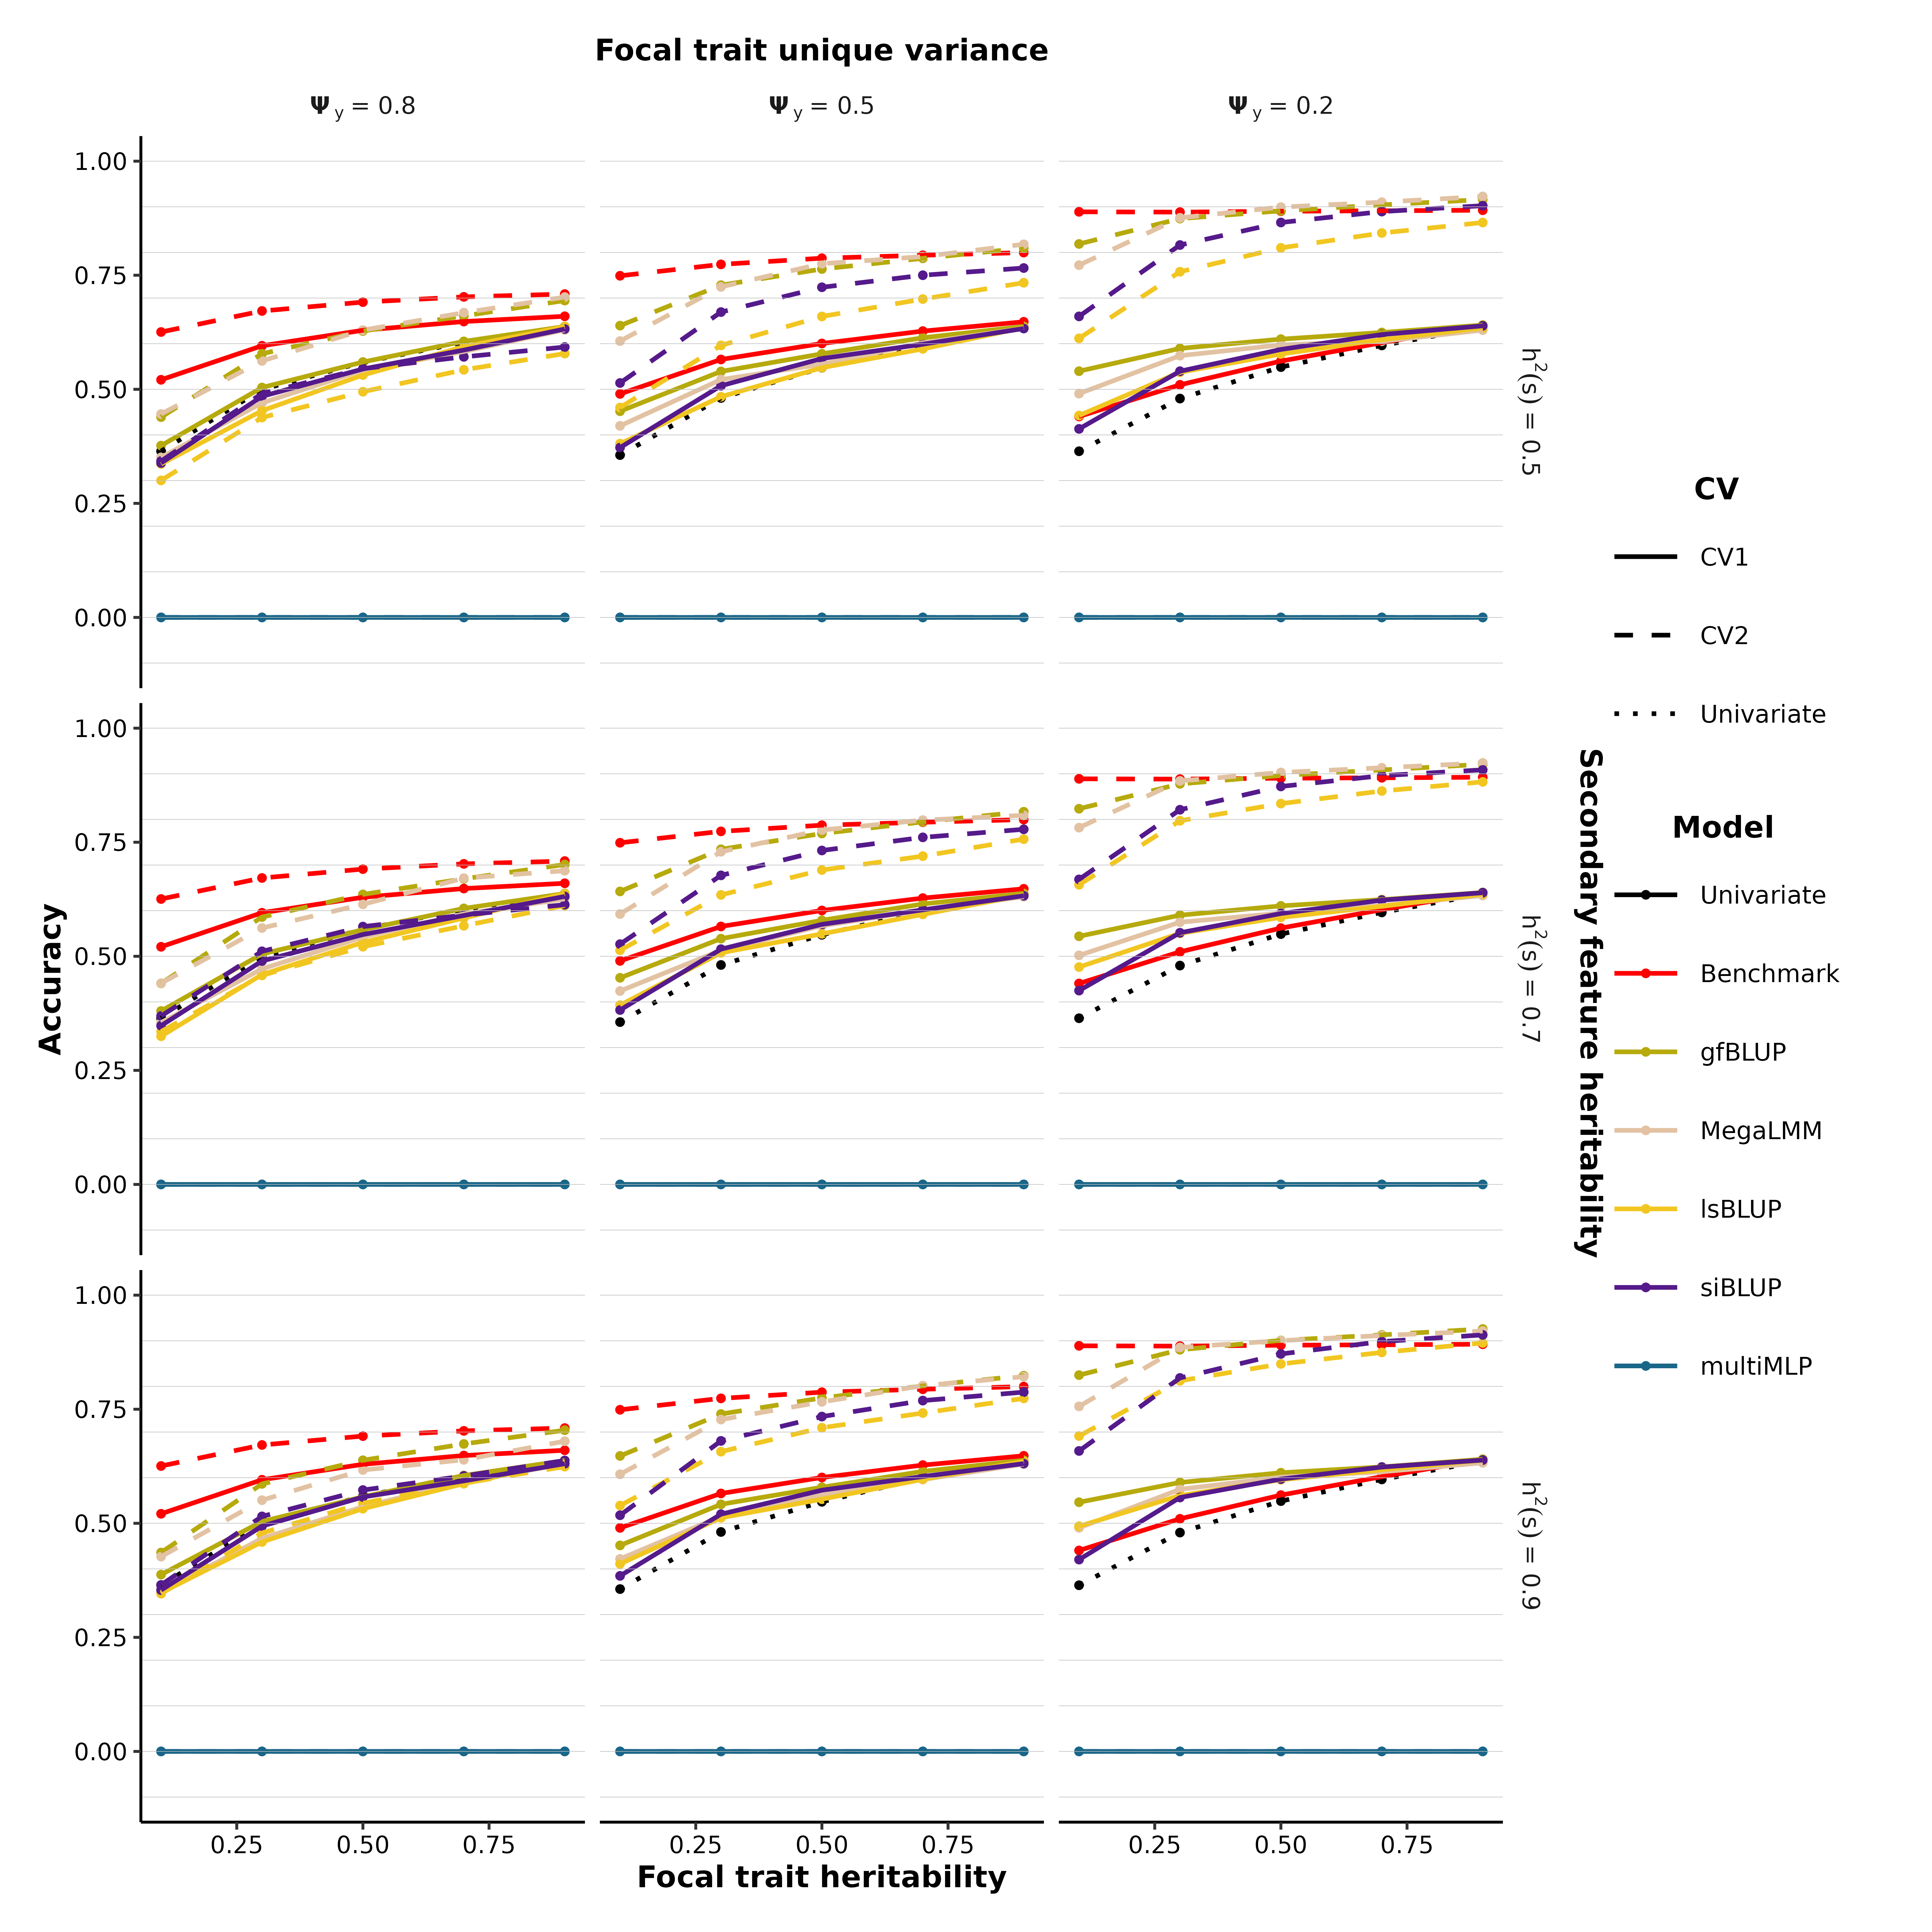 Focal trait unique variance
Ψy = 0.8
Ψy = 0.5
Ψy = 0.2
1.00
0.75
0.50
0.25
0.00
h²(s) = 0.5
1.00
0.75
0.50
0.25
0.00
h²(s) = 0.7
1.00
0.75
0.50
0.25
0.00
h²(s) = 0.9
0.25 0.50 0.75
0.25 0.50 0.75
0.25 0.50 0.75
Focal trait heritability
Accuracy
Secondary feature heritability
CV
CV1
CV2
Univariate
Model
Univariate
Benchmark
gfBLUP
MegaLMM
lsBLUP
siBLUP
multiMLP